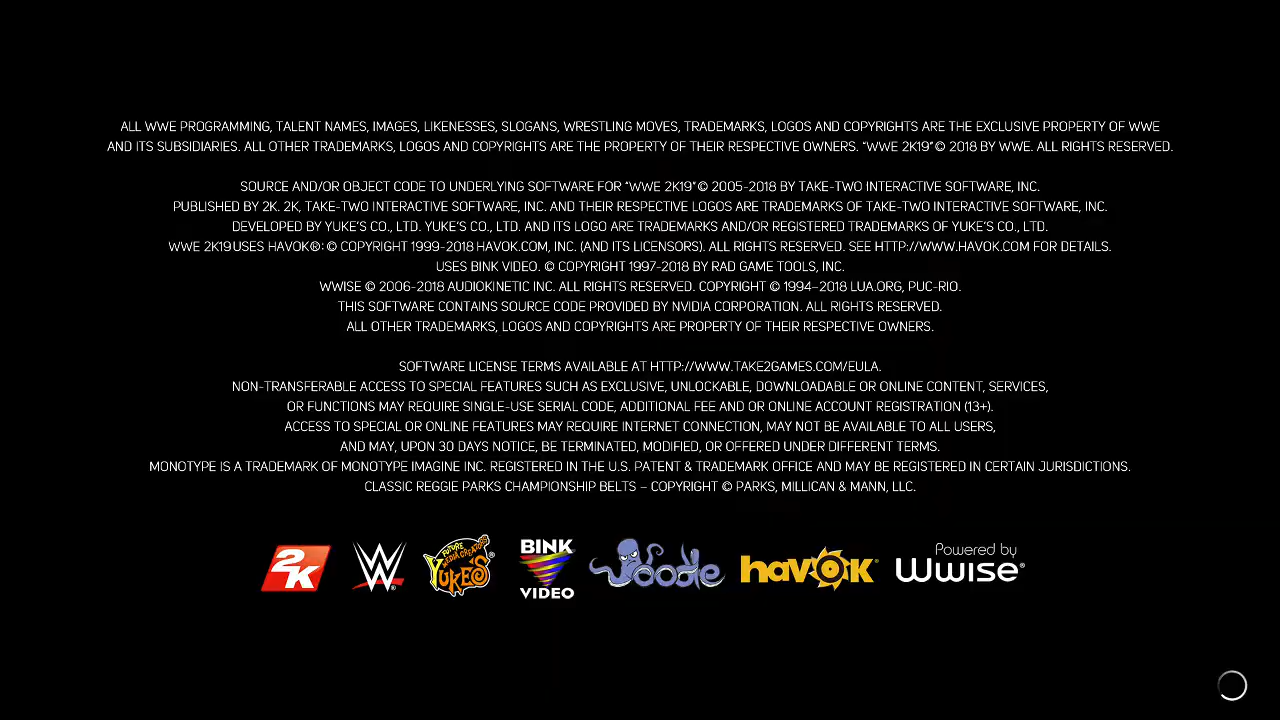 ALL WWE PROGRAMMING, TALENT NAMES, IMAGES, LIKENESSES, SLOGANS, WRESTLING MOVES, TRADEMARKS, LOGOS AND COPYRIGHTS ARE THE EXCLUSIVE PROPERTY OF WWE
AND ITS SUBSIDIARIES. ALL OTHER TRADEMARKS, LOGOS AND COPYRIGHTS ARE THE PROPERTY OF THEIR RESPECTIVE OWNERS. “WWE 2K19”© 2018 BY WWE. ALL RIGHTS RESERVED.
SOURCE AND/OR OBJECT CODE TO UNDERLYING SOFTWARE FOR “WWE 2K19”© 2005-2018 BY TAKE-TWO INTERACTIVE SOFTWARE, INC.
PUBLISHED BY 2K. 2K, TAKE-TWO INTERACTIVE SOFTWARE, INC. AND THEIR RESPECTIVE LOGOS ARE TRADEMARKS OF TAKE-TWO INTERACTIVE SOFTWARE, INC.
DEVELOPED BY YUKE’S CO., LTD. YUKE’S CO., LTD. AND ITS LOGO ARE TRADEMARKS AND/OR REGISTERED TRADEMARKS OF YUKE’S CO., LTD.
WWE 2K19 USES HAVOK®: © COPYRIGHT 1999-2018 HAVOK.COM, INC. (AND ITS LICENSORS). ALL RIGHTS RESERVED. SEE HTTP://WWW.HAVOK.COM FOR DETAILS.
USES BINK VIDEO. © COPYRIGHT 1997-2018 BY RAD GAME TOOLS, INC.
WWISE © 2006-2018 AUDIOKINETIC INC. ALL RIGHTS RESERVED. COPYRIGHT © 1994–2018 LUA.ORG, PUC-RIO.
THIS SOFTWARE CONTAINS SOURCE CODE PROVIDED BY NVIDIA CORPORATION. ALL RIGHTS RESERVED.
ALL OTHER TRADEMARKS, LOGOS AND COPYRIGHTS ARE PROPERTY OF THEIR RESPECTIVE OWNERS.
SOFTWARE LICENSE TERMS AVAILABLE AT HTTP://WWW.TAKE2GAMES.COM/EULA.
NON-TRANSFERABLE ACCESS TO SPECIAL FEATURES SUCH AS EXCLUSIVE, UNLOCKABLE, DOWNLOADABLE OR ONLINE CONTENT, SERVICES,
OR FUNCTIONS MAY REQUIRE SINGLE-USE SERIAL CODE, ADDITIONAL FEE AND OR ONLINE ACCOUNT REGISTRATION (13+).
ACCESS TO SPECIAL OR ONLINE FEATURES MAY REQUIRE INTERNET CONNECTION, MAY NOT BE AVAILABLE TO ALL USERS,
AND MAY, UPON 30 DAYS NOTICE, BE TERMINATED, MODIFIED, OR OFFERED UNDER DIFFERENT TERMS.
MONOTYPE IS A TRADEMARK OF MONOTYPE IMAGINE INC. REGISTERED IN THE U.S. PATENT & TRADEMARK OFFICE AND MAY BE REGISTERED IN CERTAIN JURISDICTIONS.
CLASSIC REGGIE PARKS CHAMPIONSHIP BELTS – COPYRIGHT © PARKS, MILLICAN & MANN, LLC.
2K
W
FUTURE MEDIA CREATORS YUKE'S®
BINK VIDEO
oodle
havok®
Powered by
wwise®